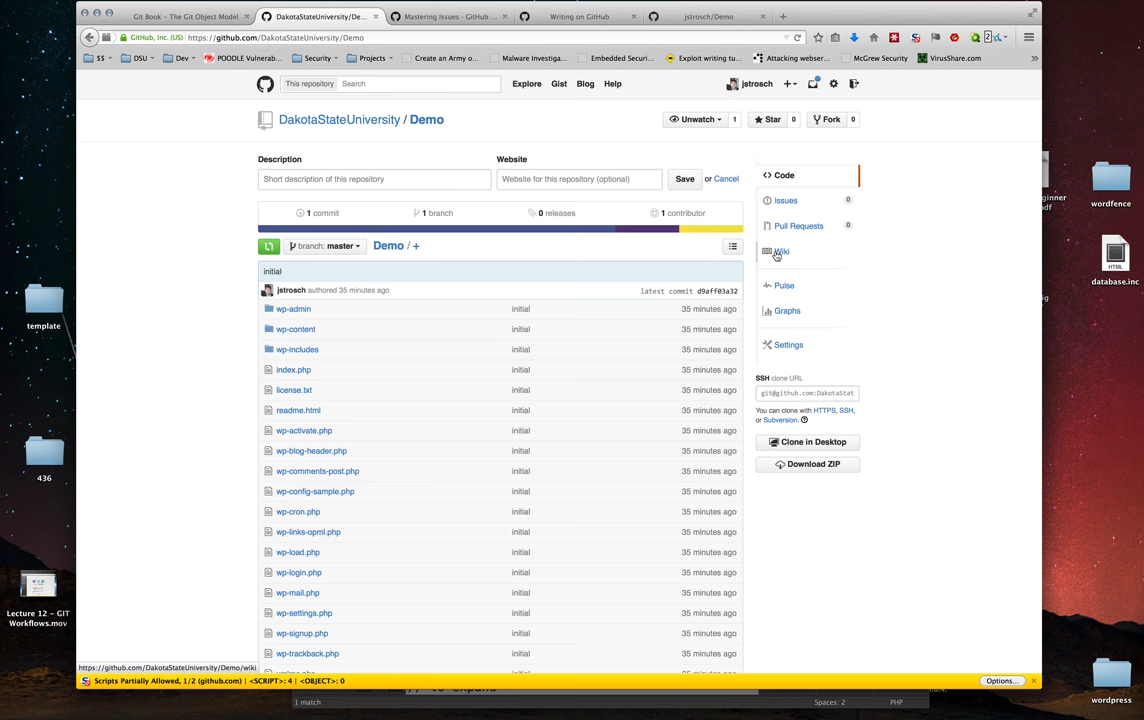 Git Book - The Git Object Model
DakotaStateUniversity/De...
Mastering Issues · GitHub ...
Writing on GitHub
jstrosch/Demo
GitHub, Inc. (US)
https://github.com/DakotaStateUniversity/Demo
$$
DSU
Dev
POODLE Vulnerab...
Security
Projects
Create an Army o...
Malware Investiga...
Embedded Securi...
Exploit writing tu...
Attacking webser...
McGrew Security
VirusShare.com
This repository
Search
Explore
Gist
Blog
Help
jstrosch
DakotaStateUniversity / Demo
Unwatch
1
Star
0
Fork
0
Description
Short description of this repository
Website
Website for this repository (optional)
Save or Cancel
1 commit
1 branch
0 releases
1 contributor
branch: master
Demo / +
initial
jstrosch authored 35 minutes ago
latest commit d9aff03a32
wp-admin initial 35 minutes ago
wp-content initial 35 minutes ago
wp-includes initial 35 minutes ago
index.php initial 35 minutes ago
license.txt initial 35 minutes ago
readme.html initial 35 minutes ago
wp-activate.php initial 35 minutes ago
wp-blog-header.php initial 35 minutes ago
wp-comments-post.php initial 35 minutes ago
wp-config-sample.php initial 35 minutes ago
wp-cron.php initial 35 minutes ago
wp-links-opml.php initial 35 minutes ago
wp-load.php initial 35 minutes ago
wp-login.php initial 35 minutes ago
wp-mail.php initial 35 minutes ago
wp-settings.php initial 35 minutes ago
wp-signup.php initial 35 minutes ago
wp-trackback.php initial 35 minutes ago
Code
Issues 0
Pull Requests 0
Wiki
Pulse
Graphs
Settings
SSH clone URL
git@github.com:DakotaStat
You can clone with HTTPS, SSH,
or Subversion.
Clone in Desktop
Download ZIP
https://github.com/DakotaStateUniversity/Demo/wiki
Scripts Partially Allowed, 1/2 (github.com) | <SCRIPT>: 4 | <OBJECT>: 0
Options...
1 match
Spaces: 2
PHP
template
436
Lecture 12 - GIT
Workflows.mov
wordfence
HTML
database.inc
wordpress